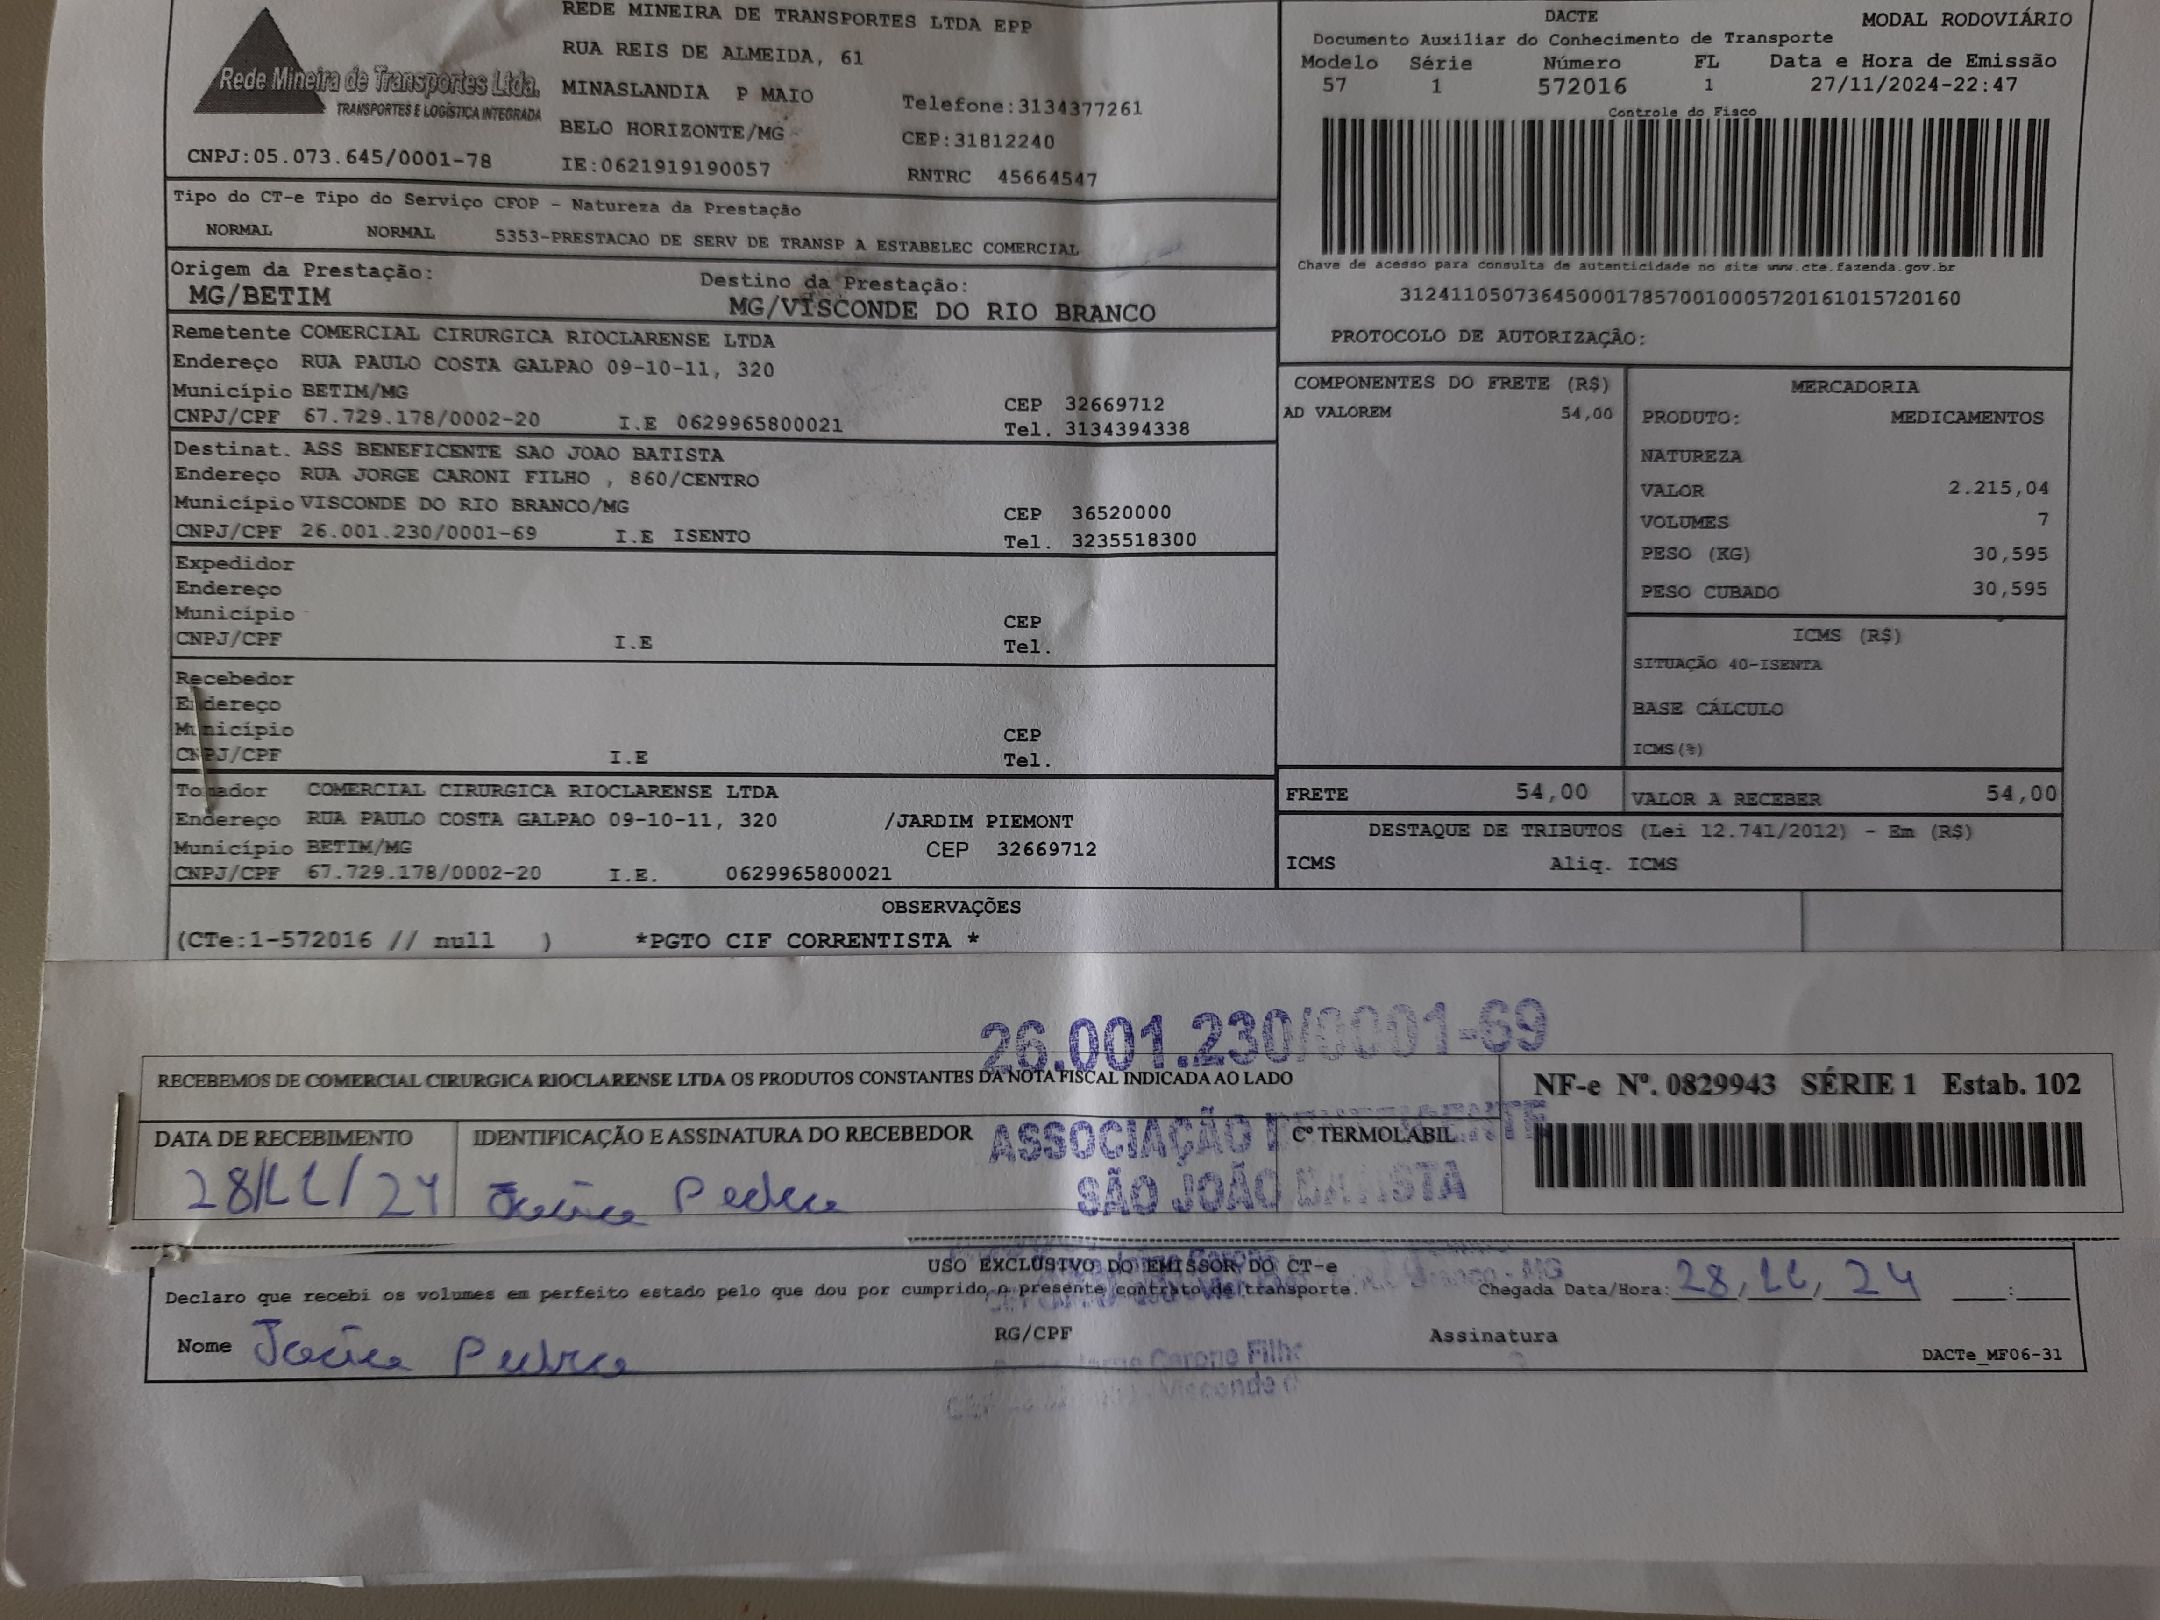 Rede Mineira de Transportes Ltda.
TRANSPORTES E LOGÍSTICA INTEGRADA
CNPJ:05.073.645/0001-78
REDE MINEIRA DE TRANSPORTES LTDA EPP
RUA REIS DE ALMEIDA, 61
MINASLANDIA P MAIO
Telefone:3134377261
BELO HORIZONTE/MG
CEP:31812240
IE:0621919190057
RNTRC 45664547
DACTE
MODAL RODOVIÁRIO
Documento Auxiliar do Conhecimento de Transporte
Modelo Série Número FL Data e Hora de Emissão
57 1 572016 1 27/11/2024-22:47
Controle do Fisco
Chave de acesso para consulta de autenticidade no site www.cte.fazenda.gov.br
31241105073645000178570010005720161015720160
PROTOCOLO DE AUTORIZAÇÃO:
Tipo do CT-e Tipo do Serviço CFOP - Natureza da Prestação
NORMAL NORMAL 5353-PRESTACAO DE SERV DE TRANSP A ESTABELEC COMERCIAL
Origem da Prestação: Destino da Prestação:
MG/BETIM MG/VISCONDE DO RIO BRANCO
Remetente COMERCIAL CIRURGICA RIOCLARENSE LTDA
Endereço RUA PAULO COSTA GALPAO 09-10-11, 320
Município BETIM/MG CEP 32669712
CNPJ/CPF 67.729.178/0002-20 I.E 0629965800021 Tel. 3134394338
Destinat. ASS BENEFICENTE SAO JOAO BATISTA
Endereço RUA JORGE CARONI FILHO , 860/CENTRO
Município VISCONDE DO RIO BRANCO/MG CEP 36520000
CNPJ/CPF 26.001.230/0001-69 I.E ISENTO Tel. 3235518300
Expedidor
Endereço
Município CEP
CNPJ/CPF I.E Tel.
Recebedor
Endereço
Município CEP
CNPJ/CPF I.E Tel.
Tomador COMERCIAL CIRURGICA RIOCLARENSE LTDA
Endereço RUA PAULO COSTA GALPAO 09-10-11, 320 /JARDIM PIEMONT
Município BETIM/MG CEP 32669712
CNPJ/CPF 67.729.178/0002-20 I.E. 0629965800021
COMPONENTES DO FRETE (R$)
AD VALOREM 54,00
MERCADORIA
PRODUTO: MEDICAMENTOS
NATUREZA
VALOR 2.215,04
VOLUMES 7
PESO (KG) 30,595
PESO CUBADO 30,595
ICMS (R$)
SITUAÇÃO 40-ISENTA
BASE CÁLCULO
ICMS(%)
FRETE 54,00 VALOR A RECEBER 54,00
DESTAQUE DE TRIBUTOS (Lei 12.741/2012) - Em (R$)
ICMS Aliq. ICMS
OBSERVAÇÕES
(CTe:1-572016 // null ) *PGTO CIF CORRENTISTA *
26.001.230/0001-69
RECEBEMOS DE COMERCIAL CIRURGICA RIOCLARENSE LTDA OS PRODUTOS CONSTANTES DA NOTA FISCAL INDICADA AO LADO
NF-e Nº. 0829943 SÉRIE 1 Estab. 102
DATA DE RECEBIMENTO IDENTIFICAÇÃO E ASSINATURA DO RECEBEDOR Cº TERMOLABIL
ASSOCIAÇÃO BENEFICENTE
SÃO JOÃO BATISTA
28/11/24
USO EXCLUSIVO DO EMISSOR DO CT-e
Declaro que recebi os volumes em perfeito estado pelo que dou por cumprido o presente contrato de transporte. Chegada Data/Hora: 28, 11, 24 :
Nome RG/CPF Assinatura
Carone Filho
Visconde d
DACTe_MF06-31